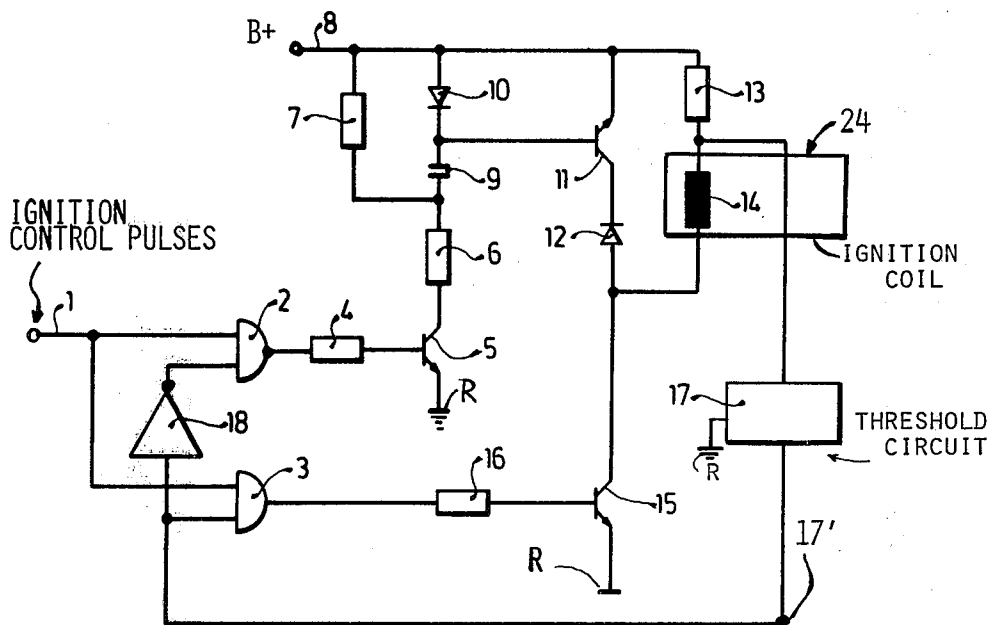 B+
8
10
7
13
24
9
11
14
12
IGNITION
CONTROL PULSES
6
IGNITION
COIL
1
2
4
5
R
17
18
THRESHOLD
CIRCUIT
R
3
16
15
17'
R